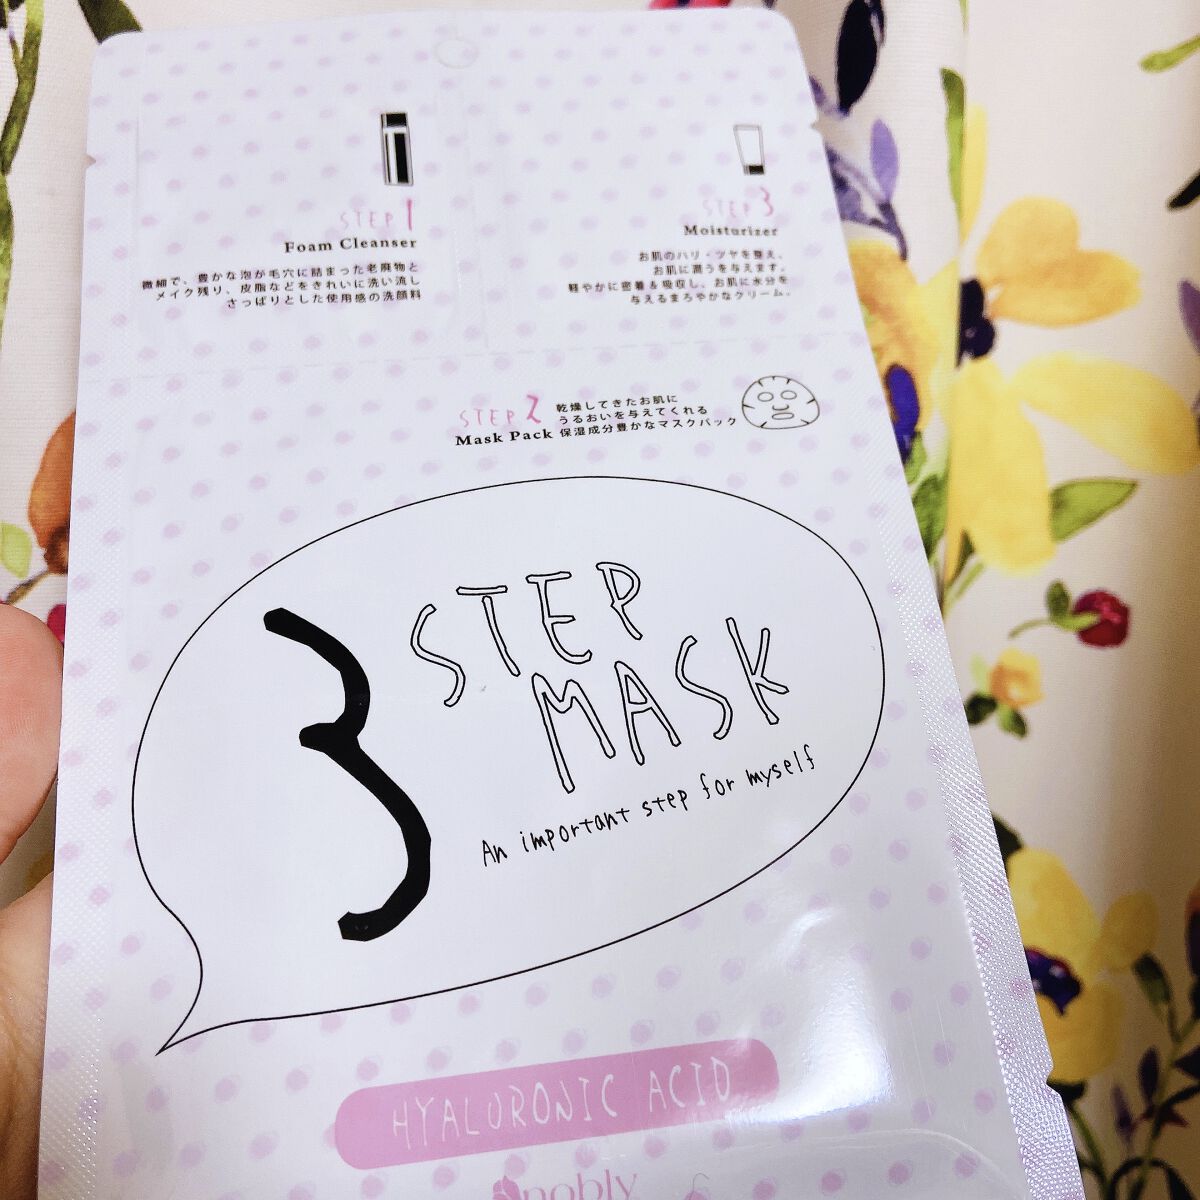 STEP 1
Foam Cleanser
微細で、豊かな泡が毛穴に詰まった老廃物と
メイク残り、皮脂などをきれいに洗い流し
さっぱりとした使用感の洗顔料
STEP 3
Moisturizer
お肌のハリ・ツヤを整え、
お肌に潤うを与えます。
軽やかに密着&吸収し、お肌に水分を
与えるまろやかなクリーム。
STEP 2
乾燥してきたお肌に
うるおいを与えてくれる
Mask Pack 保湿成分豊かなマスクパック
3 STEP
MASK
An important step for myself
HYALURONIC ACID
nobly